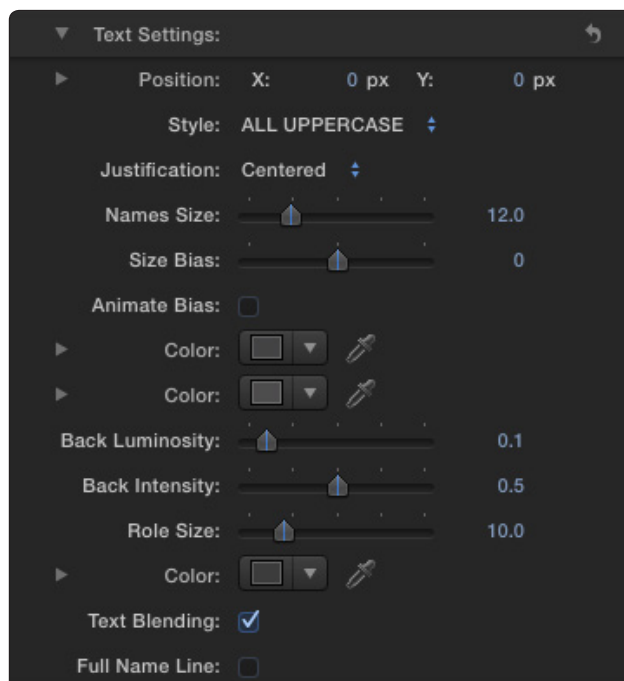 Text Settings:
Position: X: 0 px Y: 0 px
Style: ALL UPPERCASE
Justification: Centered
Names Size: 12.0
Size Bias: 0
Animate Bias:
Color:
Color:
Back Luminosity: 0.1
Back Intensity: 0.5
Role Size: 10.0
Color:
Text Blending:
Full Name Line: